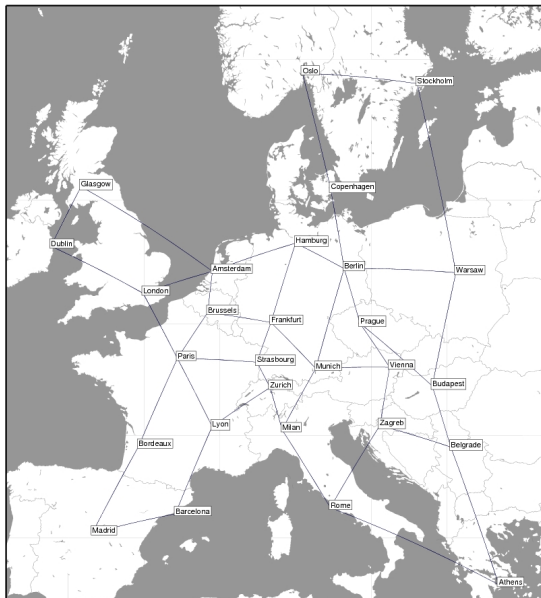 Oslo
Stockholm
Glasgow
Copenhagen
Dublin
Hamburg
Amsterdam
Berlin
Warsaw
London
Brussels
Frankfurt
Prague
Paris
Strasbourg
Munich
Vienna
Zurich
Budapest
Lyon
Milan
Zagreb
Bordeaux
Belgrade
Rome
Barcelona
Madrid
Athens